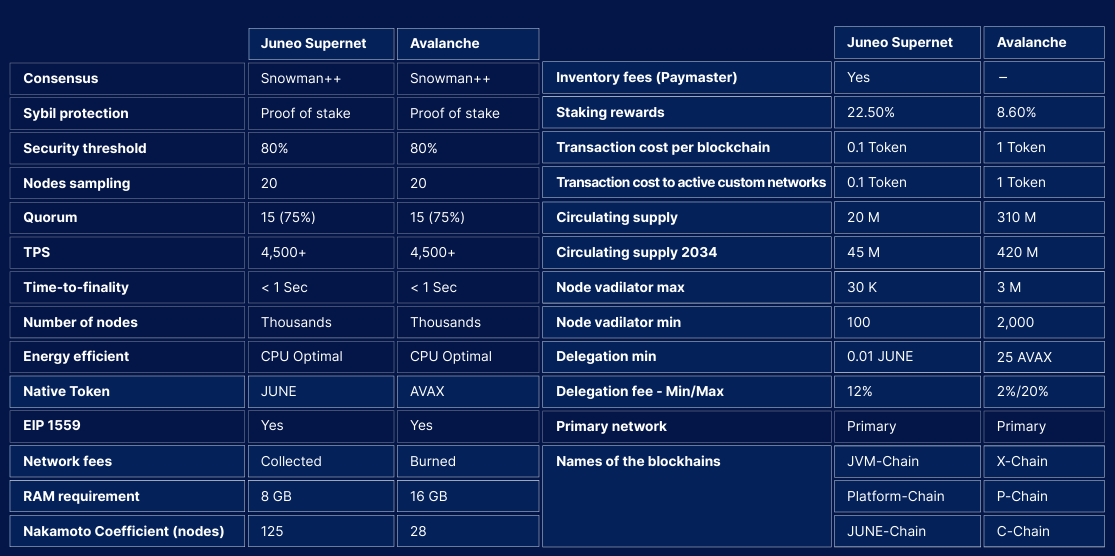 Juneo Supernet Avalanche
Consensus Snowman++ Snowman++
Sybil protection Proof of stake Proof of stake
Security threshold 80% 80%
Nodes sampling 20 20
Quorum 15 (75%) 15 (75%)
TPS 4,500+ 4,500+
Time-to-finality < 1 Sec < 1 Sec
Number of nodes Thousands Thousands
Energy efficient CPU Optimal CPU Optimal
Native Token JUNE AVAX
EIP 1559 Yes Yes
Network fees Collected Burned
RAM requirement 8 GB 16 GB
Nakamoto Coefficient (nodes) 125 28
Juneo Supernet Avalanche
Inventory fees (Paymaster) Yes –
Staking rewards 22.50% 8.60%
Transaction cost per blockchain 0.1 Token 1 Token
Transaction cost to active custom networks 0.1 Token 1 Token
Circulating supply 20 M 310 M
Circulating supply 2034 45 M 420 M
Node vadilator max 30 K 3 M
Node vadilator min 100 2,000
Delegation min 0.01 JUNE 25 AVAX
Delegation fee - Min/Max 12% 2%/20%
Primary network Primary Primary
Names of the blockhains JVM-Chain X-Chain
Platform-Chain P-Chain
JUNE-Chain C-Chain